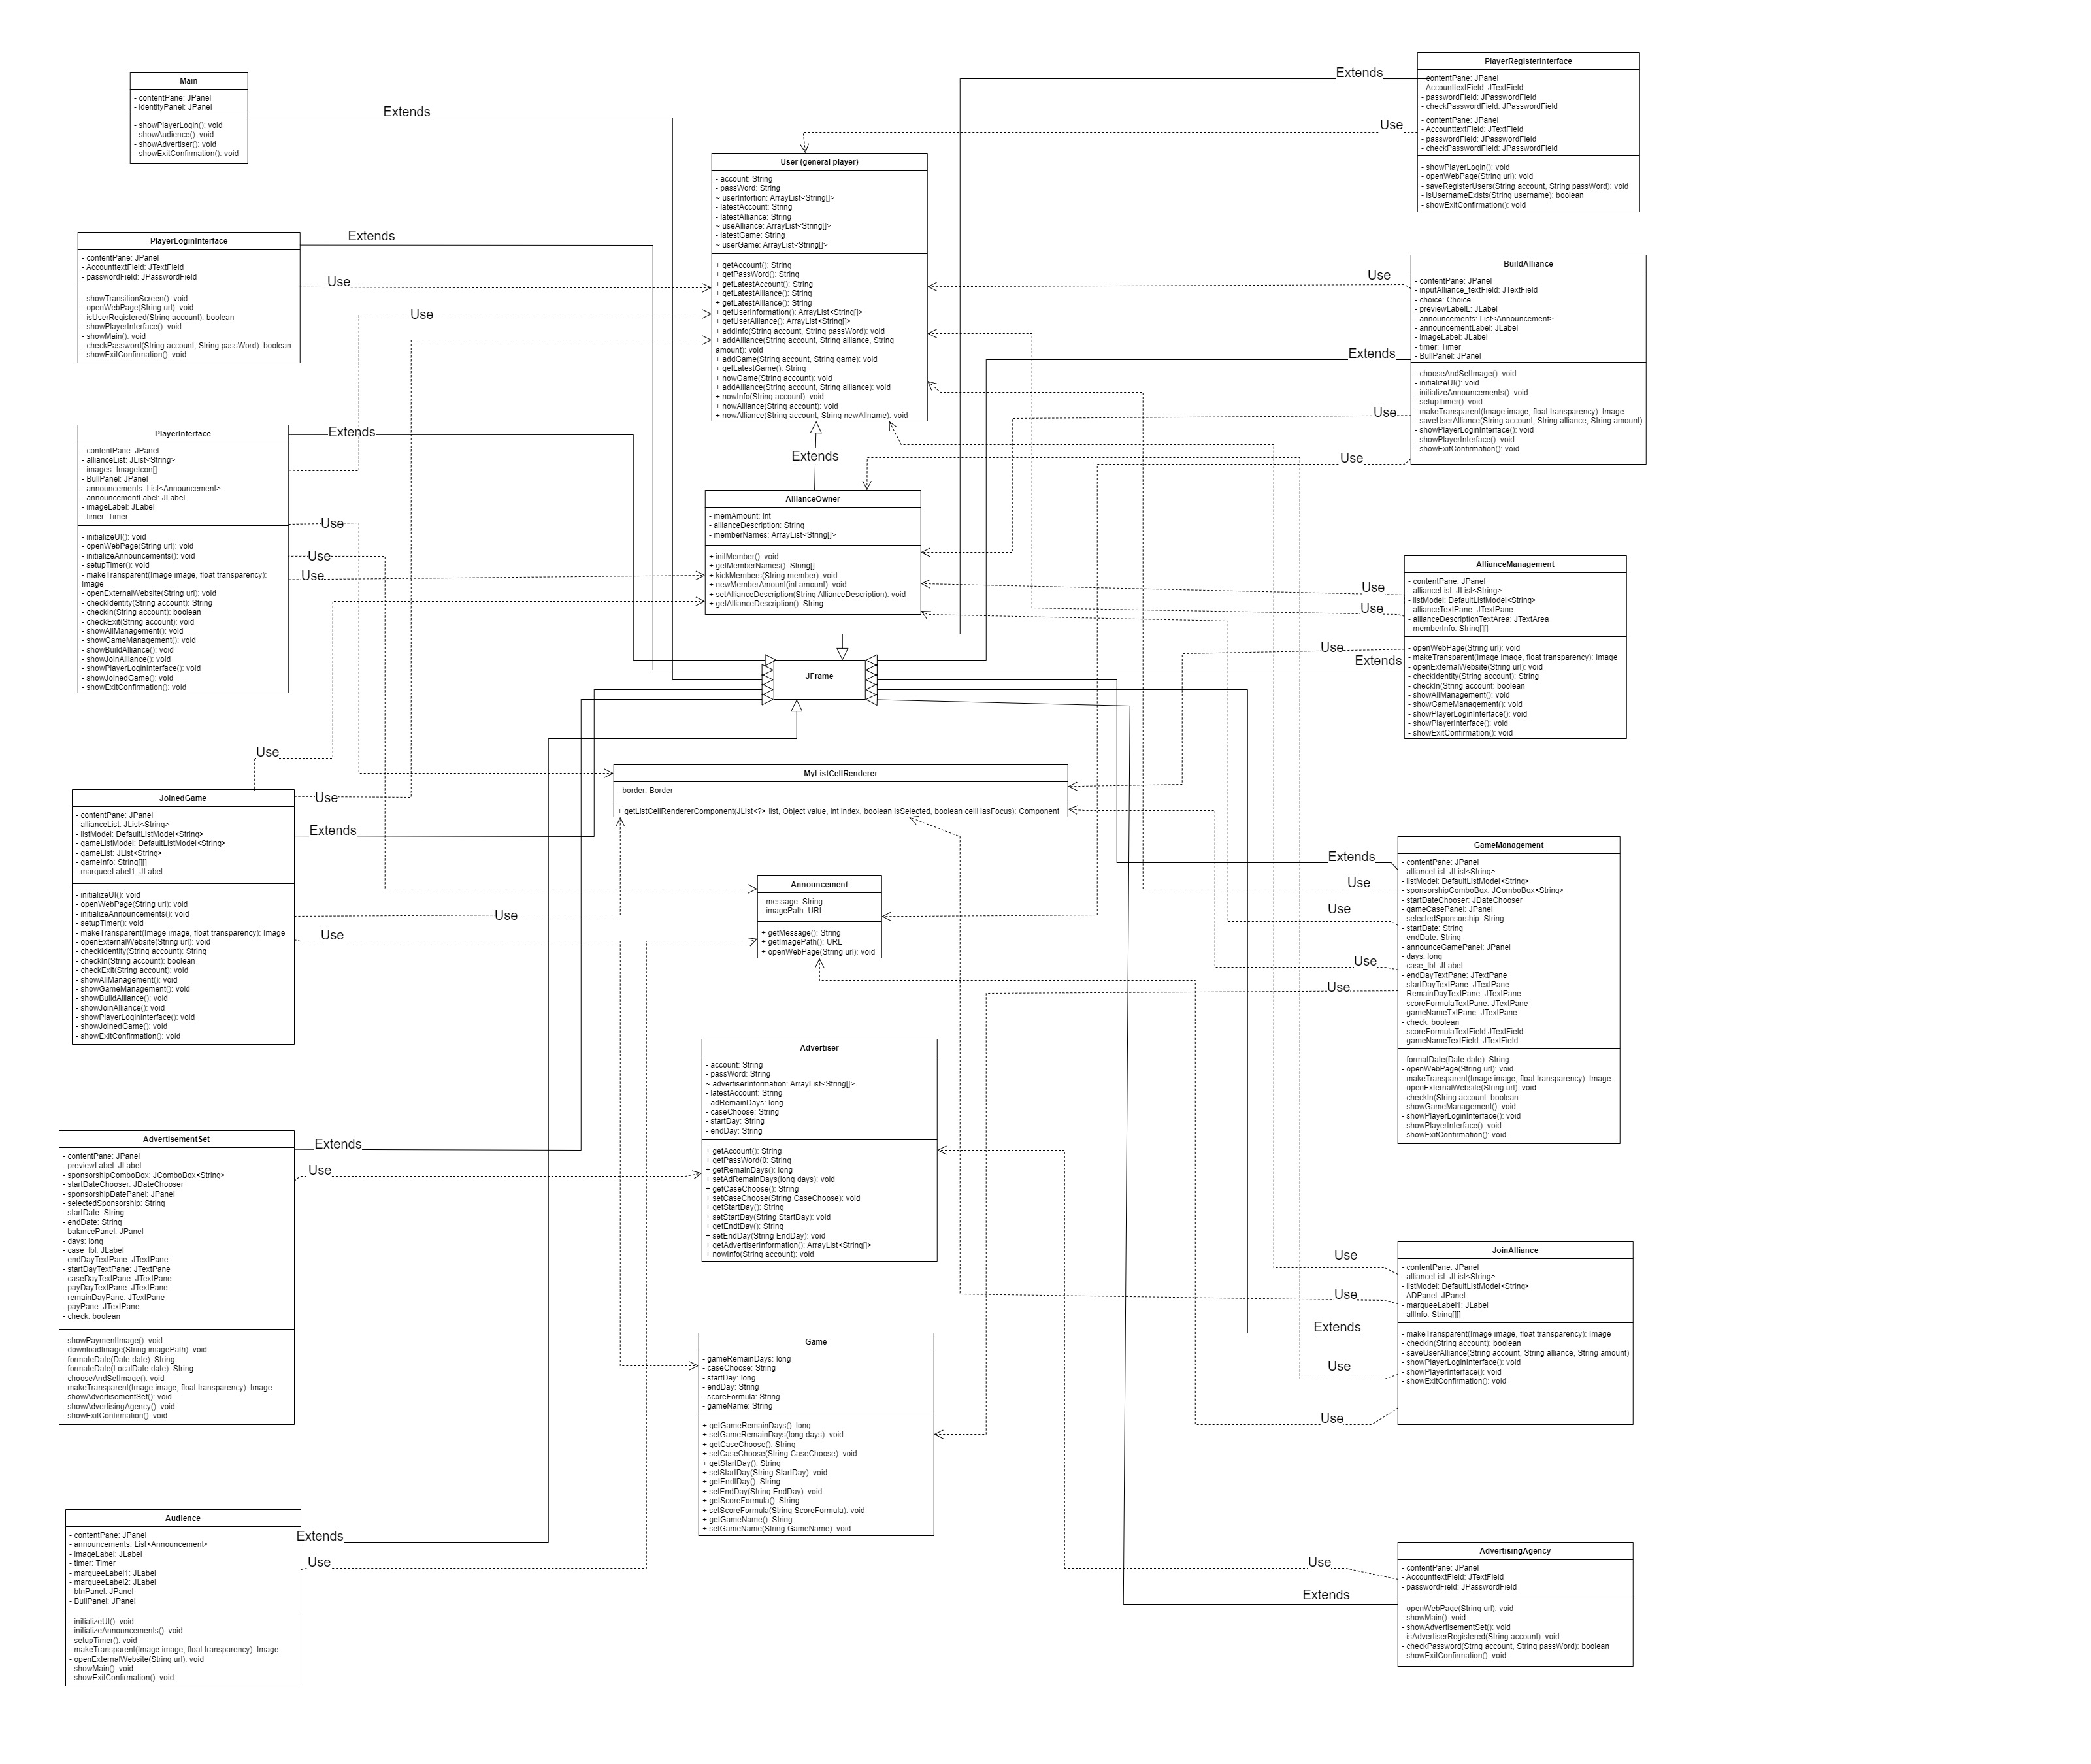 Main
- contentPane: JPanel
- identityPanel: JPanel
- showPlayerLogin(): void
- showAudience(): void
- showAdvertiser(): void
- showExitConfirmation(): void
Extends
PlayerLoginInterface
- contentPane: JPanel
- AccounttextField: JTextField
- passwordField: JPasswordField
- showTransitionScreen(): void
- openWebPage(String url): void
- isUserRegistered(String account): boolean
- showPlayerInterface(): void
- showMain(): void
- checkPassword(String account, String passWord): boolean
- showExitConfirmation(): void
Extends
Use
Use
PlayerInterface
- contentPane: JPanel
- allianceList: JList<String>
- images: ImageIcon[]
- BullPanel: JPanel
- announcements: List<Announcement>
- announcementLabel: JLabel
- imageLabel: JLabel
- timer: Timer
- initializeUI(): void
- openWebPage(String url): void
- initializeAnnouncements(): void
- setupTimer(): void
- makeTransparent(Image image, float transparency):
Image
- openExternalWebsite(String url): void
- checkIdentity(String account): String
- checkIn(String account): boolean
- checkExit(String account): void
- showAllManagement(): void
- showGameManagement(): void
- showBuildAlliance(): void
- showJoinAlliance(): void
- showPlayerLoginInterface(): void
- showJoinedGame(): void
- showExitConfirmation(): void
Extends
Use
Use
Use
Use
JoinedGame
- contentPane: JPanel
- allianceList: JList<String>
- listModel: DefaultListModel<String>
- gameListModel: DefaultListModel<String>
- gameList: JList<String>
- gameInfo: String[][]
- marqueeLabel1: JLabel
- initializeUI(): void
- openWebPage(String url): void
- initializeAnnouncements(): void
- setupTimer(): void
- makeTransparent(Image image, float transparency): Image
- openExternalWebsite(String url): void
- checkIdentity(String account): String
- checkIn(String account): boolean
- checkExit(String account): void
- showAllManagement(): void
- showGameManagement(): void
- showBuildAlliance(): void
- showJoinAlliance(): void
- showPlayerLoginInterface(): void
- showJoinedGame(): void
- showExitConfirmation(): void
Use
Extends
Use
Use
AdvertisementSet
- contentPane: JPanel
- previewLabel: JLabel
- sponsorshipComboBox: JComboBox<String>
- startDateChooser: JDateChooser
- sponsorshipDatePanel: JPanel
- selectedSponsorship: String
- startDate: String
- endDate: String
- balancePanel: JPanel
- days: long
- case_lbl: JLabel
- endDayTextPane: JTextPane
- startDayTextPane: JTextPane
- caseDayTextPane: JTextPane
- payDayTextPane: JTextPane
- remainDayPane: JTextPane
- payPane: JTextPane
- check: boolean
- showPaymentImage(): void
- downloadImage(String imagePath): void
- formateDate(Date date): String
- formateDate(LocalDate date): String
- chooseAndSetImage(): void
- makeTransparent(Image image, float transparency): Image
- showAdvertisementSet(): void
- showAdvertisingAgency(): void
- showExitConfirmation(): void
Extends
Use
Audience
- contentPane: JPanel
- announcements: List<Announcement>
- imageLabel: JLabel
- timer: Timer
- marqueeLabel1: JLabel
- marqueeLabel2: JLabel
- btnPanel: JPanel
- BullPanel: JPanel
- initializeUI(): void
- initializeAnnouncements(): void
- setupTimer(): void
- makeTransparent(Image image, float transparency): Image
- openExternalWebsite(String url): void
- showMain(): void
- showExitConfirmation(): void
Extends
Use
User (general player)
- account: String
- passWord: String
~ userInfortion: ArrayList<String[]>
- latestAccount: String
- latestAlliance: String
~ useAlliance: ArrayList<String[]>
- latestGame: String
~ userGame: ArrayList<String[]>
+ getAccount(): String
+ getPassWord(): String
+ getLatestAccount(): String
+ getLatestAlliance(): String
+ getLatestAlliance(): String
+ getUserInformation(): ArrayList<String[]>
+ getUserAlliance(): ArrayList<String[]>
+ addInfo(String account, String passWord): void
+ addAlliance(String account, String alliance, String
amount): void
+ addGame(String account, String game): void
+ getLatestGame(): String
+ nowGame(String account): void
+ addAlliance(String account, String alliance): void
+ nowInfo(String account): void
+ nowAlliance(String account): void
+ nowAlliance(String account, String newAllname): void
Extends
AllianceOwner
- memAmount: int
- allianceDescription: String
- memberNames: ArrayList<String[]>
+ initMember(): void
+ getMemberNames(): String[]
+ kickMembers(String member): void
+ newMemberAmount(int amount): void
+ setAllianceDescription(String AllianceDescription): void
+ getAllianceDescription(): String
JFrame
MyListCellRenderer
- border: Border
+ getListCellRendererComponent(JList<?> list, Object value, int index, boolean isSelected, boolean cellHasFocus): Component
Announcement
- message: String
- imagePath: URL
+ getMessage(): String
+ getImagePath(): URL
+ openWebPage(String url): void
Advertiser
- account: String
- passWord: String
~ advertiserInformation: ArrayList<String[]>
- latestAccount: String
- adRemainDays: long
- caseChoose: String
- startDay: String
- endDay: String
+ getAccount(): String
+ getPassWord(0: String
+ getRemainDays(): long
+ setAdRemainDays(long days): void
+ getCaseChoose(): String
+ setCaseChoose(String CaseChoose): void
+ getStartDay(): String
+ setStartDay(String StartDay): void
+ getEndtDay(): String
+ setEndDay(String EndDay): void
+ getAdvertiserInformation(): ArrayList<String[]>
+ nowInfo(String account): void
Game
- gameRemainDays: long
- caseChoose: String
- startDay: long
- endDay: String
- scoreFormula: String
- gameName: String
+ getGameRemainDays(): long
+ setGameRemainDays(long days): void
+ getCaseChoose(): String
+ setCaseChoose(String CaseChoose): void
+ getStartDay(): String
+ setStartDay(String StartDay): void
+ getEndtDay(): String
+ setEndDay(String EndDay): void
+ getScoreFormula(): String
+ setScoreFormula(String ScoreFormula): void
+ getGameName(): String
+ setGameName(String GameName): void
Extends
Use
PlayerRegisterInterface
contentPane: JPanel
- AccounttextField: JTextField
- passwordField: JPasswordField
- checkPasswordField: JPasswordField
- contentPane: JPanel
- AccounttextField: JTextField
- passwordField: JPasswordField
- checkPasswordField: JPasswordField
- showPlayerLogin(): void
- openWebPage(String url): void
- saveRegisterUsers(String account, String passWord): void
- isUsernameExists(String username): boolean
- showExitConfirmation(): void
Use
Extends
Use
Use
BuildAlliance
- contentPane: JPanel
- inputAlliance_textField: JTextField
- choice: Choice
- previewLabelL: JLabel
- announcements: List<Announcement>
- announcementLabel: JLabel
- imageLabel: JLabel
- timer: Timer
- BullPanel: JPanel
- chooseAndSetImage(): void
- initializeUI(): void
- initializeAnnouncements(): void
- setupTimer(): void
- makeTransparent(Image image, float transparency): Image
- saveUserAlliance(String account, String alliance, String amount)
- showPlayerLoginInterface(): void
- showPlayerInterface(): void
- showExitConfirmation(): void
Use
Use
Use
Extends
AllianceManagement
- contentPane: JPanel
- allianceList: JList<String>
- listModel: DefaultListModel<String>
- allianceTextPane: JTextPane
- allianceDescriptionTextArea: JTextArea
- memberInfo: String[][]
- openWebPage(String url): void
- makeTransparent(Image image, float transparency): Image
- openExternalWebsite(String url): void
- checkIdentity(String account): String
- checkIn(String account: boolean
- showAllManagement(): void
- showGameManagement(): void
- showPlayerLoginInterface(): void
- showPlayerInterface(): void
- showExitConfirmation(): void
Extends
Use
Use
Use
Use
GameManagement
- contentPane: JPanel
- allianceList: JList<String>
- listModel: DefaultListModel<String>
- sponsorshipComboBox: JComboBox<String>
- startDateChooser: JDateChooser
- gameCasePanel: JPanel
- selectedSponsorship: String
- startDate: String
- endDate: String
- announceGamePanel: JPanel
- days: long
- case_lbl: JLabel
- endDayTextPane: JTextPane
- startDayTextPane: JTextPane
- RemainDayTextPane: JTextPane
- scoreFormulaTextPane: JTextPane
- gameNameTxtPane: JTextPane
- check: boolean
- scoreFormulaTextField:JTextField
- gameNameTextField: JTextField
- formatDate(Date date): String
- openWebPage(String url): void
- makeTransparent(Image image, float transparency): Image
- openExternalWebsite(String url): void
- checkIn(String account: boolean
- showGameManagement(): void
- showPlayerLoginInterface(): void
- showPlayerInterface(): void
- showExitConfirmation(): void
Use
Use
Extends
Use
Use
JoinAlliance
- contentPane: JPanel
- allianceList: JList<String>
- listModel: DefaultListModel<String>
- ADPanel: JPanel
- marqueeLabel1: JLabel
- allInfo: String[][]
- makeTransparent(Image image, float transparency): Image
- checkIn(String account): boolean
- saveUserAlliance(String account, String alliance, String amount)
- showPlayerLoginInterface(): void
- showPlayerInterface(): void
- showExitConfirmation(): void
Use
Extends
AdvertisingAgency
- contentPane: JPanel
- AccounttextField: JTextField
- passwordField: JPasswordField
- openWebPage(String url): void
- showMain(): void
- showAdvertisementSet(): void
- isAdvertiserRegistered(String account): void
- checkPassword(Strng account, String passWord): boolean
- showExitConfirmation(): void